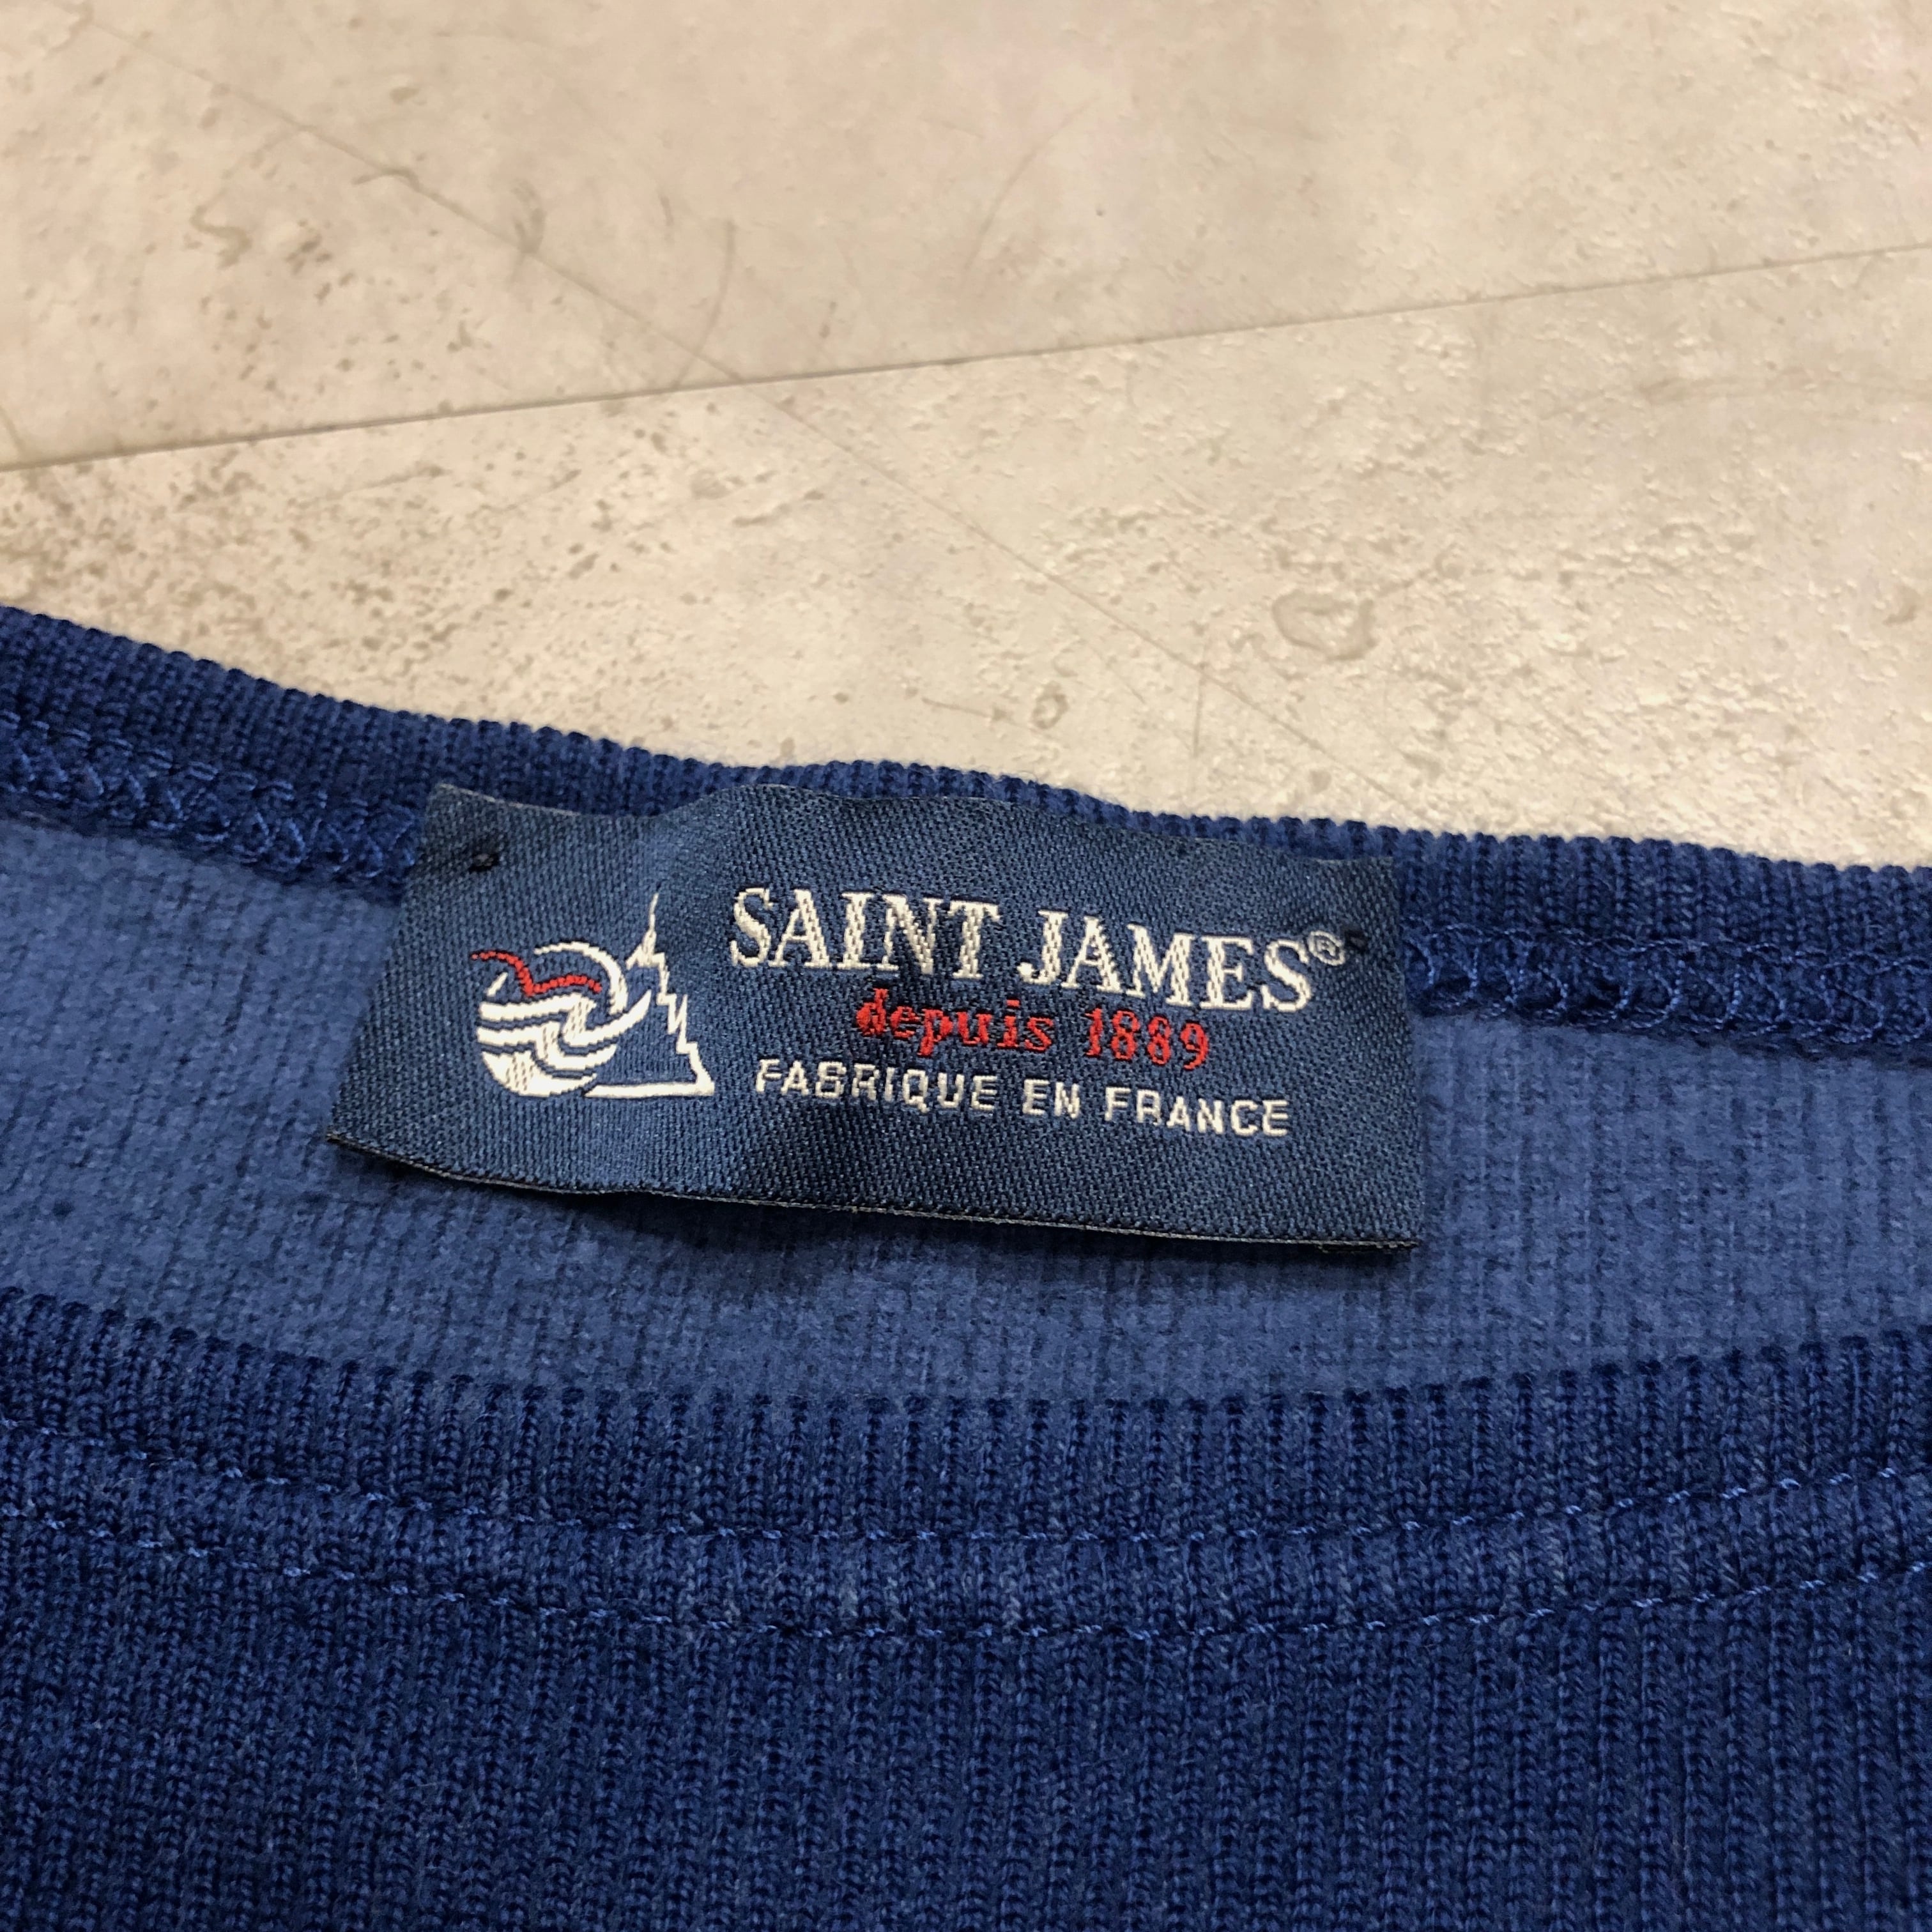 SAINT JAMES®
depuis 1889
FABRIQUE EN FRANCE